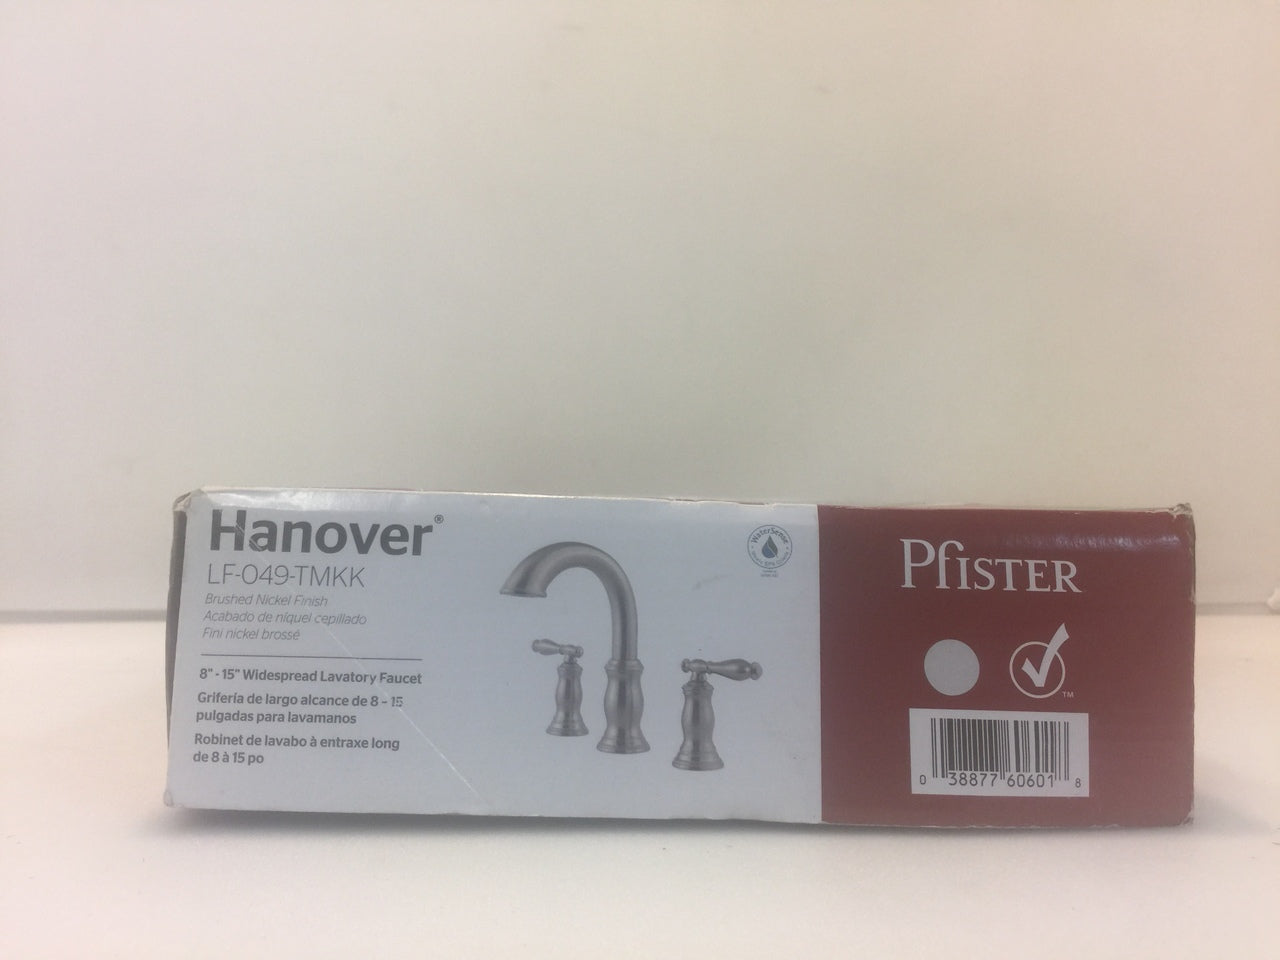 Hanover®
LF-049-TMKK
Brushed Nickel Finish
Acabado de níquel cepillado
Fini nickel brossé
8" - 15" Widespread Lavatory Faucet
Grifería de largo alcance de 8 - 15
pulgadas para lavamanos
Robinet de lavabo à entraxe long
de 8 à 15 po
WaterSense
Pfister
TM
0 38877 60601 8